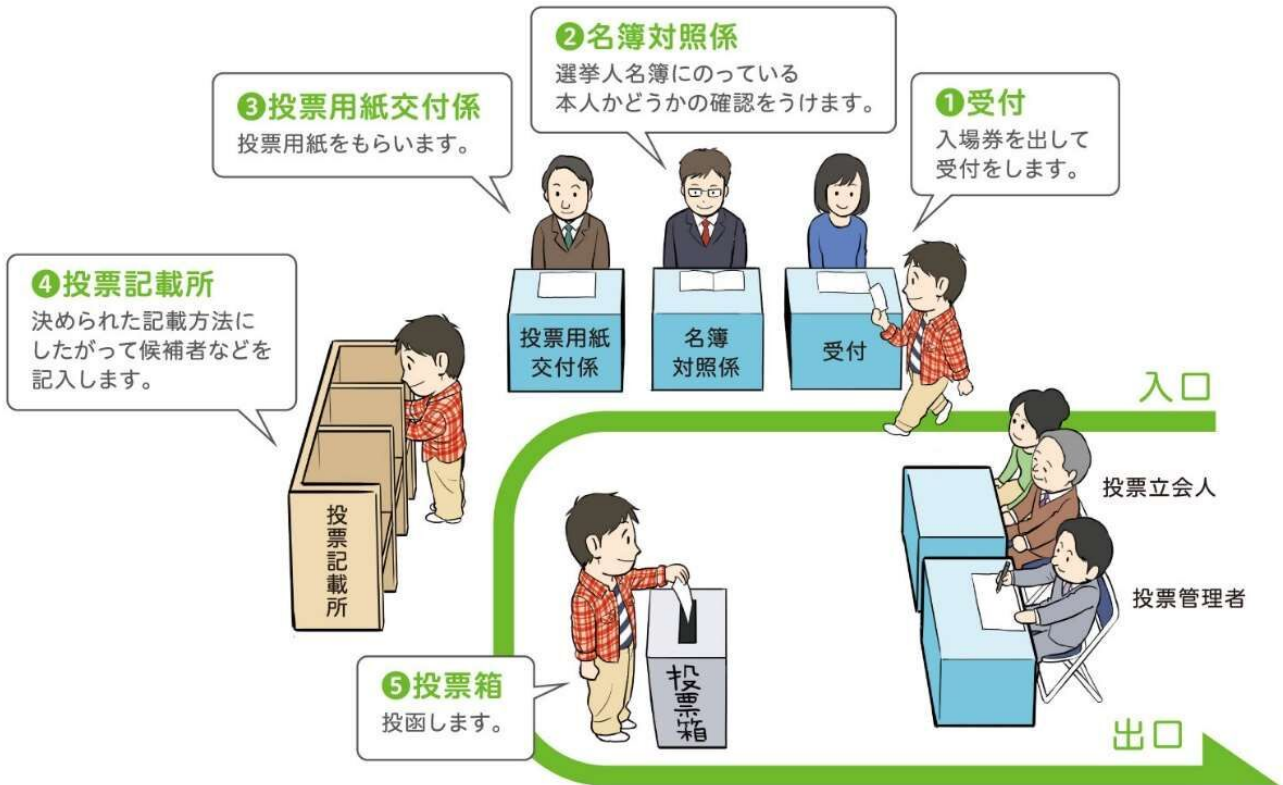 ❶受付
入場券を出して
受付をします。
❷名簿対照係
選挙人名簿にのっている
本人かどうかの確認をうけます。
❸投票用紙交付係
投票用紙をもらいます。
❹投票記載所
決められた記載方法に
したがって候補者などを
記入します。
❺投票箱
投函します。
投票用紙
交付係
名簿
対照係
受付
入口
投票記載所
投票箱
投票立会人
投票管理者
出口